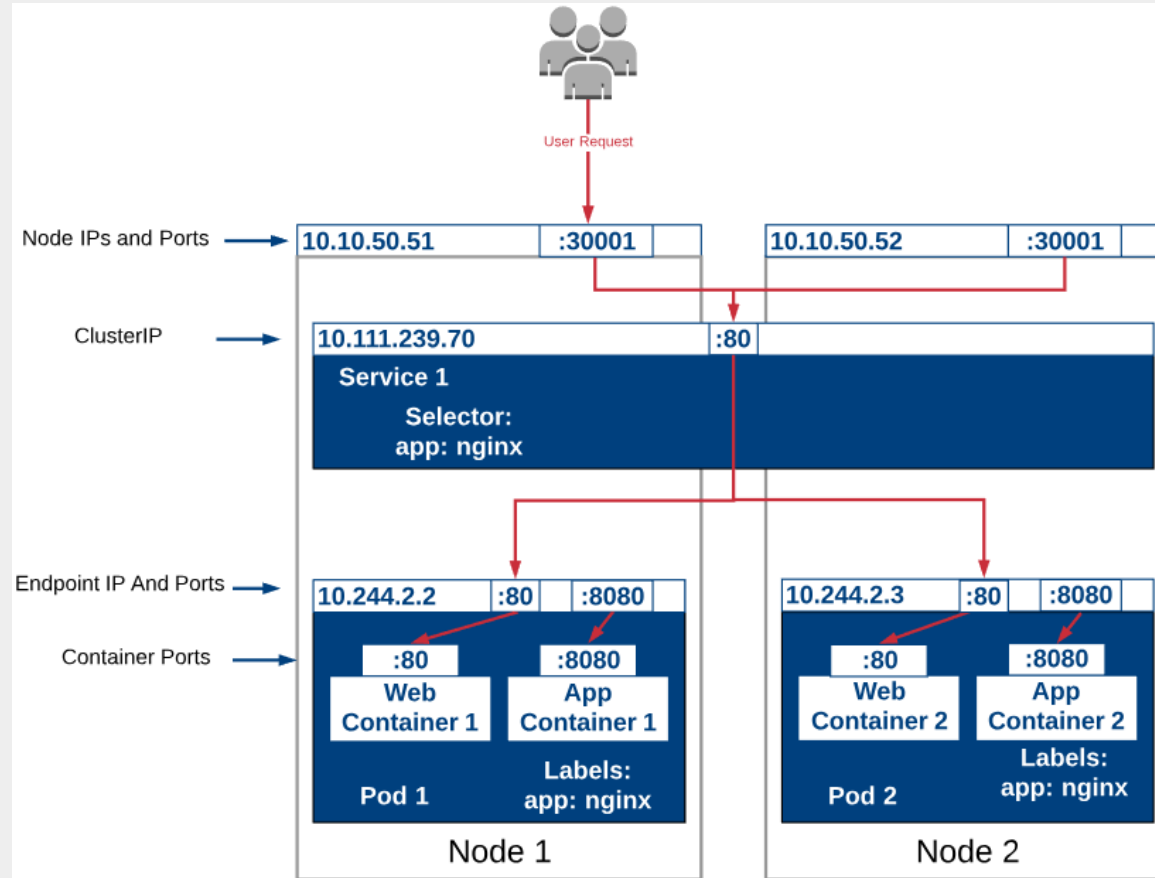 User Request
Node IPs and Ports
10.10.50.51
:30001
10.10.50.52
:30001
ClusterIP
10.111.239.70
:80
Service 1
Selector:
app: nginx
Endpoint IP And Ports
10.244.2.2
:80
:8080
10.244.2.3
:80
:8080
Container Ports
:80
:8080
:80
:8080
Web
Container 1
App
Container 1
Web
Container 2
App
Container 2
Labels:
app: nginx
Pod 1
Labels:
app: nginx
Pod 2
Node 1
Node 2